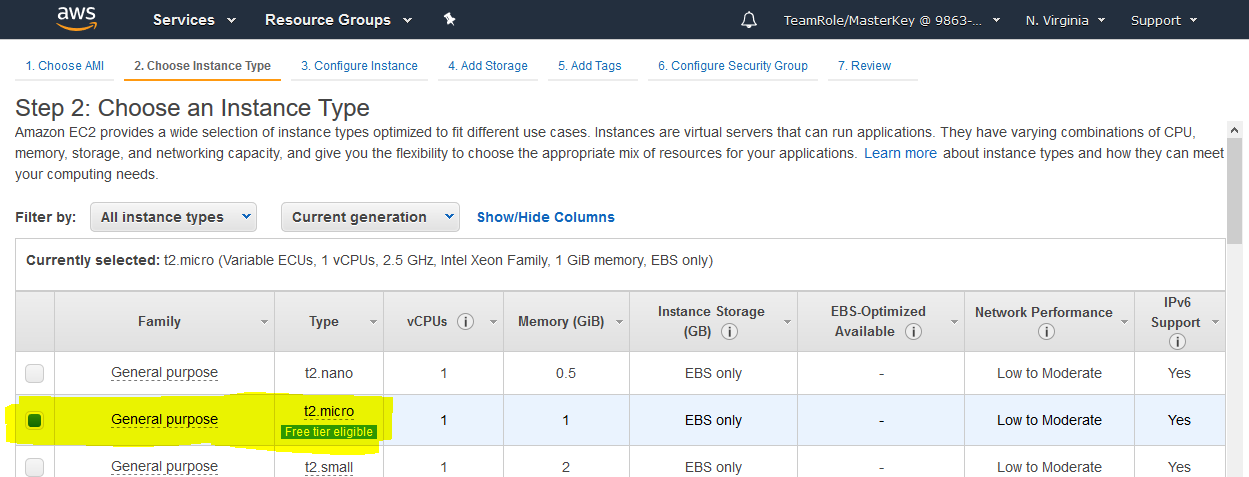 aws Services Resource Groups TeamRole/MasterKey @ 9863-... N. Virginia Support
1. Choose AMI 2. Choose Instance Type 3. Configure Instance 4. Add Storage 5. Add Tags 6. Configure Security Group 7. Review
Step 2: Choose an Instance Type
Amazon EC2 provides a wide selection of instance types optimized to fit different use cases. Instances are virtual servers that can run applications. They have varying combinations of CPU,
memory, storage, and networking capacity, and give you the flexibility to choose the appropriate mix of resources for your applications. Learn more about instance types and how they can meet
your computing needs.
Filter by: All instance types Current generation Show/Hide Columns
Currently selected: t2.micro (Variable ECUs, 1 vCPUs, 2.5 GHz, Intel Xeon Family, 1 GiB memory, EBS only)
Family Type vCPUs i Memory (GiB) Instance Storage (GB) i EBS-Optimized Available i Network Performance i IPv6 Support i
General purpose t2.nano 1 0.5 EBS only - Low to Moderate Yes
General purpose t2.micro Free tier eligible 1 1 EBS only - Low to Moderate Yes
General purpose t2.small 1 2 EBS only - Low to Moderate Yes